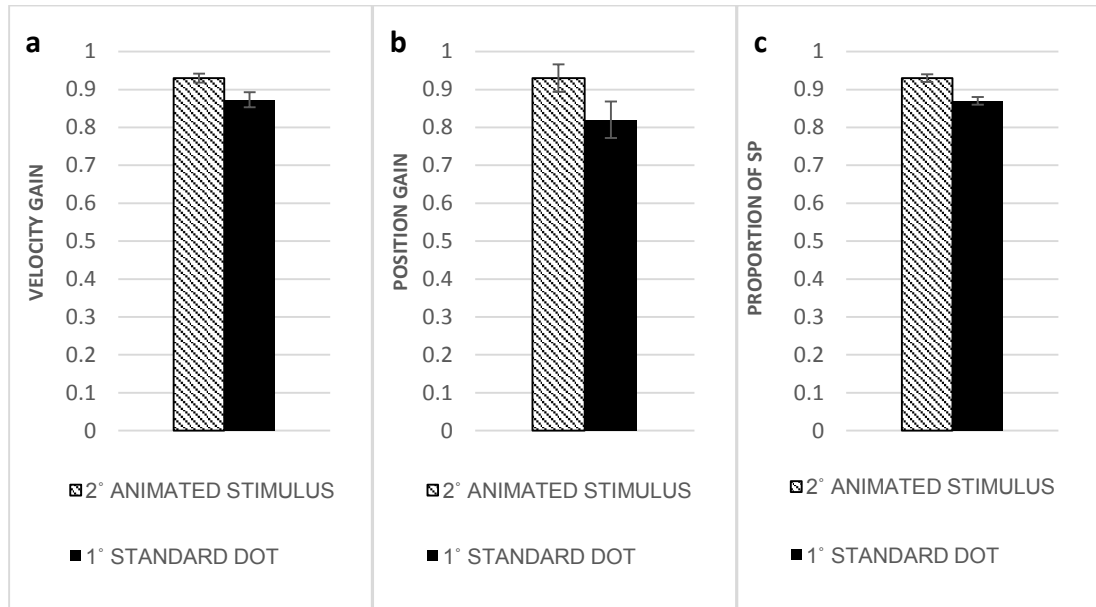 a
VELOCITY GAIN
1
0.9
0.8
0.7
0.6
0.5
0.4
0.3
0.2
0.1
0
2˚ ANIMATED STIMULUS
1˚ STANDARD DOT
b
POSITION GAIN
1
0.9
0.8
0.7
0.6
0.5
0.4
0.3
0.2
0.1
0
2˚ ANIMATED STIMULUS
1˚ STANDARD DOT
c
PROPORTION OF SP
1
0.9
0.8
0.7
0.6
0.5
0.4
0.3
0.2
0.1
0
2˚ ANIMATED STIMULUS
1˚ STANDARD DOT